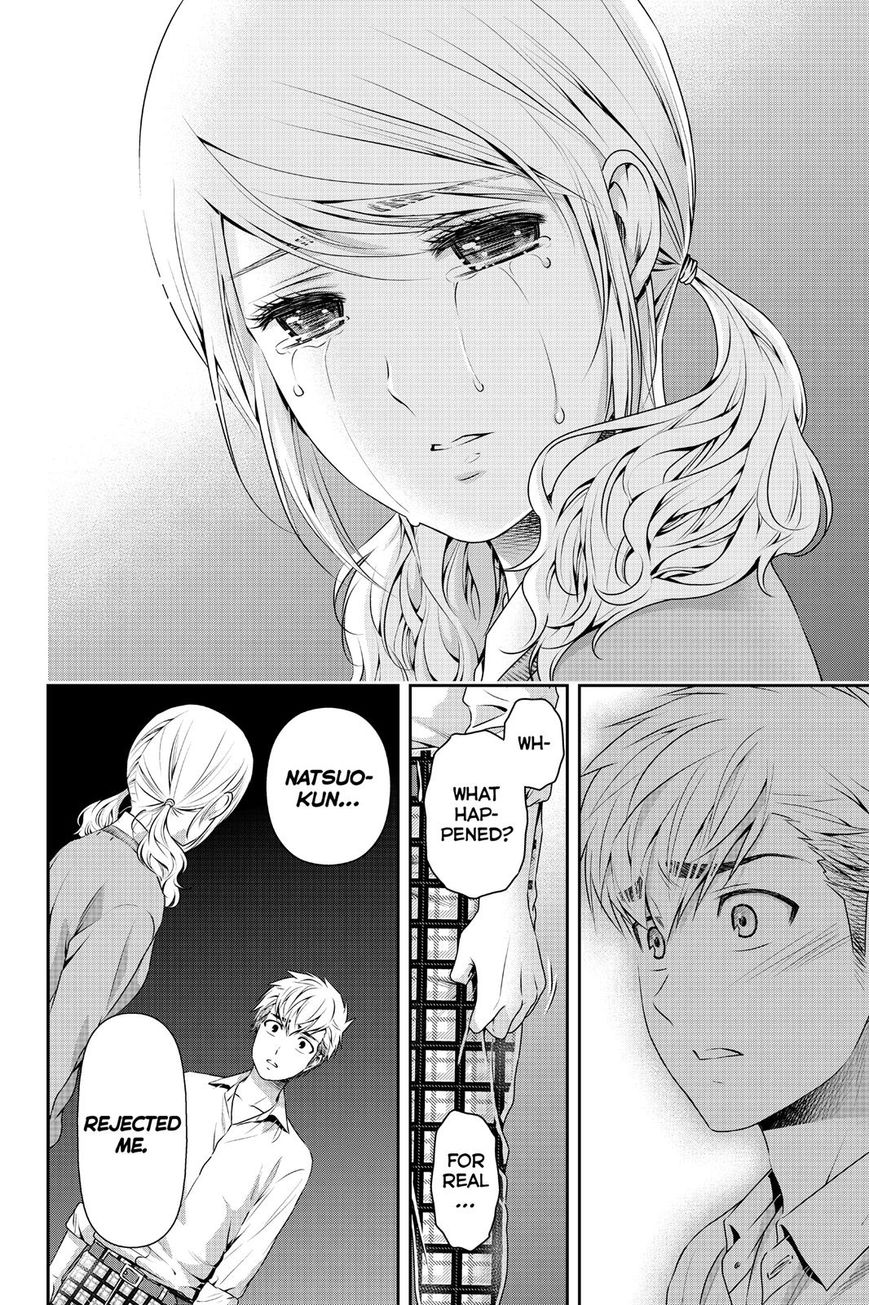 WH-
WHAT
HAP-
PENED?
FOR
REAL
...
NATSUO-
KUN...
REJECTED
ME.